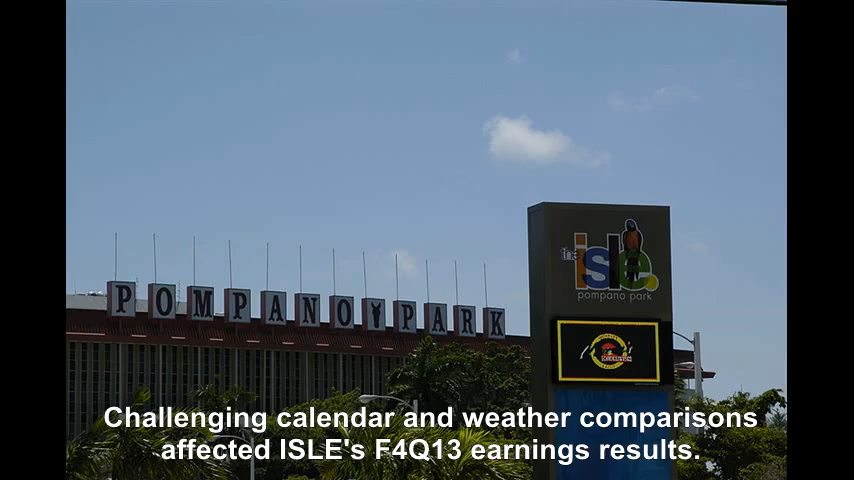 POMPANO PARK
the isle
pompano park
Challenging calendar and weather comparisons
affected ISLE's F4Q13 earnings results.